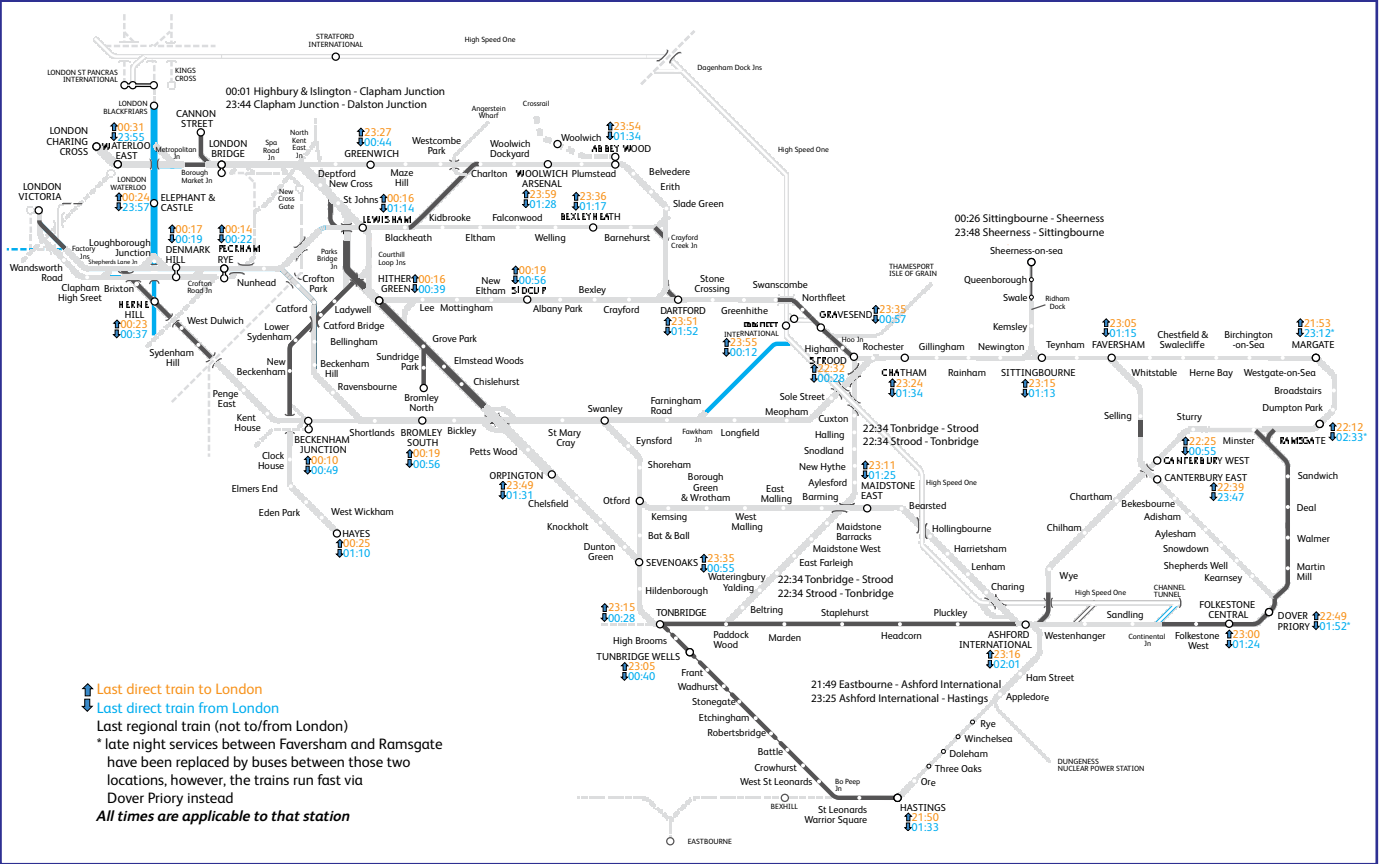 STRATFORD
INTERNATIONAL
High Speed One
Dagenham Dock Jns
LONDON ST PANCRAS
INTERNATIONAL
KINGS
CROSS
00:01 Highbury & Islington - Clapham Junction
23:44 Clapham Junction - Dalston Junction
LONDON
BLACKFRIARS
CANNON
STREET
Angerstein
Wharf
Crossrail
00:31
23:55
LONDON
CHARING
CROSS
WATERLOO
EAST
Metropolitan
Jn
LONDON
BRIDGE
Spa
Road
Jn
North
Kent
East
Jn
23:27
00:44
GREENWICH
Westcombe
Park
Woolwich
Dockyard
Woolwich
23:54
01:34
ABBEY WOOD
High Speed One
Borough
Market Jn
Deptford
New Cross
Maze
Hill
Charlton
WOOLWICH
ARSENAL
Plumstead
Belvedere
Erith
Slade Green
LONDON
VICTORIA
LONDON
WATERLOO
00:24
23:57
ELEPHANT &
CASTLE
New
Cross
Gate
St Johns
00:16
01:14
23:59
01:28
23:36
01:17
LEWISHAM
Kidbrooke
Falconwood
BEXLEYHEATH
00:26 Sittingbourne - Sheerness
23:48 Sheerness - Sittingbourne
00:17
00:19
00:14
00:22
Loughborough
Junction
DENMARK
HILL
PECKHAM
RYE
Blackheath
Eltham
Welling
Barnehurst
Crayford
Creek Jn
Factory
Jns
Shepherds Lane Jn
Parks
Bridge
Jn
Courthill
Loop Jns
Sheerness-on-sea
Wandsworth
Road
Clapham
High Sreet
Brixton
Crofton
Road Jn
Nunhead
Crofton
Park
HITHER
GREEN
00:16
00:39
New
Eltham
00:19
00:56
SIDCUP
Bexley
Stone
Crossing
Swanscombe
THAMESPORT
ISLE OF GRAIN
Queenborough
HERNE
HILL
00:23
00:37
West Dulwich
Catford
Ladywell
Lee
Mottingham
Albany Park
Crayford
DARTFORD
23:51
01:52
Greenhithe
Northfleet
GRAVESEND
23:35
00:57
Swale
Ridham
Dock
Lower
Sydenham
Catford Bridge
Bellingham
EBBSFLEET
INTERNATIONAL
23:55
00:12
Hoo Jn
Kemsley
23:05
01:15
FAVERSHAM
Chestfield &
Swalecliffe
Birchington
-on-Sea
21:53
23:12*
MARGATE
Sydenham
Hill
Grove Park
Higham
STROOD
22:32
00:28
Rochester
Gillingham
Newington
Teynham
New
Beckenham
Beckenham
Hill
Sundridge
Park
Elmstead Woods
CHATHAM
23:24
01:34
Rainham
SITTINGBOURNE
23:15
01:13
Whitstable
Herne Bay
Westgate-on-Sea
Ravensbourne
Chislehurst
Broadstairs
Penge
East
Bromley
North
Farningham
Road
Sole Street
Dumpton Park
Kent
House
Swanley
Meopham
Cuxton
Selling
Sturry
22:12
02:33*
BECKENHAM
JUNCTION
00:10
00:49
Shortlands
BROMLEY
SOUTH
00:19
00:56
Bickley
St Mary
Cray
Fawkham
Jn
Longfield
22:34 Tonbridge - Strood
22:34 Strood - Tonbridge
Halling
Minster
RAMSGATE
22:25
00:55
Petts Wood
Eynsford
Snodland
CANTERBURY WEST
Clock
House
Shoreham
New Hythe
23:11
01:25
CANTERBURY EAST
22:39
23:47
Sandwich
ORPINGTON
23:49
01:31
Borough
Green
& Wrotham
Aylesford
MAIDSTONE
EAST
High Speed One
Elmers End
Chelsfield
Otford
East
Malling
Barming
Bearsted
Chartham
Bekesbourne
Deal
Eden Park
West Wickham
Kemsing
West
Malling
Adisham
Knockholt
Bat & Ball
Maidstone
Barracks
Hollingbourne
Chilham
Aylesham
Walmer
HAYES
00:25
01:10
Dunton
Green
Maidstone West
Harrietsham
Snowdown
SEVENOAKS
23:35
00:55
East Farleigh
Lenham
Shepherds Well
Martin
Mill
Wateringbury
Yalding
22:34 Tonbridge - Strood
22:34 Strood - Tonbridge
Charing
Wye
Kearnsey
Hildenborough
High Speed One
CHANNEL
TUNNEL
23:15
00:28
TONBRIDGE
Beltring
Staplehurst
Pluckley
Sandling
FOLKESTONE
CENTRAL
DOVER
PRIORY
22:49
01:52*
High Brooms
Paddock
Wood
Marden
Headcorn
ASHFORD
INTERNATIONAL
23:16
02:01
Westenhanger
Continental
Jn
Folkestone
West
23:00
01:24
TUNBRIDGE WELLS
23:05
00:40
Frant
Wadhurst
Stonegate
Etchingham
Robertsbridge
21:49 Eastbourne - Ashford International
23:25 Ashford International - Hastings
Ham Street
Appledore
Rye
Winchelsea
Doleham
Three Oaks
Ore
DUNGENESS
NUCLEAR POWER STATION
Battle
Crowhurst
West St Leonards
Bo Peep
Jn
BEXHILL
St Leonards
Warrior Square
HASTINGS
21:50
01:33
EASTBOURNE
Last direct train to London
Last direct train from London
Last regional train (not to/from London)
* late night services between Faversham and Ramsgate
have been replaced by buses between those two
locations, however, the trains run fast via
Dover Priory instead
All times are applicable to that station